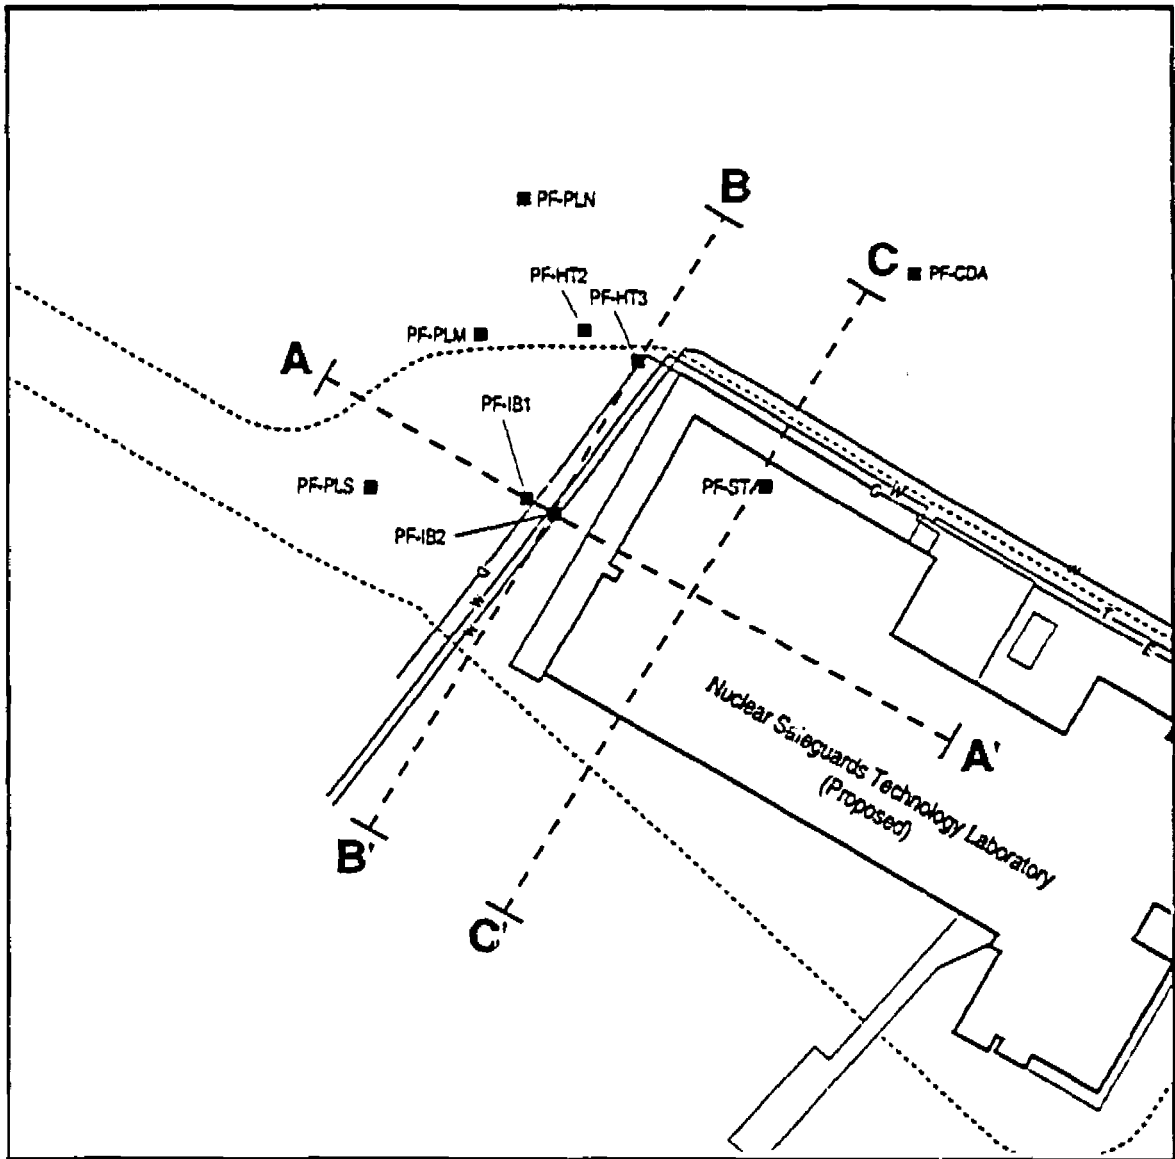 B
PF-PLN
C
PF-CDA
PF-HT2
PF-HT3
PF-PLM
A
PF-IB1
PF-PLS
PF-ST
G
W
PF-IB2
W
T
E
Nuclear Safeguards Technology Laboratory
(Proposed)
A'
B'
C'